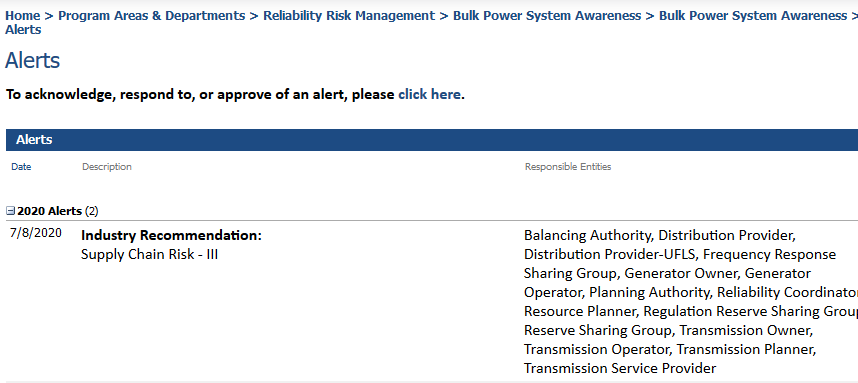 Home > Program Areas & Departments > Reliability Risk Management > Bulk Power System Awareness > Bulk Power System Awareness >
Alerts
Alerts
To acknowledge, respond to, or approve of an alert, please click here.
Alerts
Date Description Responsible Entities
2020 Alerts (2)
7/8/2020 Industry Recommendation: Balancing Authority, Distribution Provider,
Supply Chain Risk - III Distribution Provider-UFLS, Frequency Response
Sharing Group, Generator Owner, Generator
Operator, Planning Authority, Reliability Coordinator
Resource Planner, Regulation Reserve Sharing Group
Reserve Sharing Group, Transmission Owner,
Transmission Operator, Transmission Planner,
Transmission Service Provider